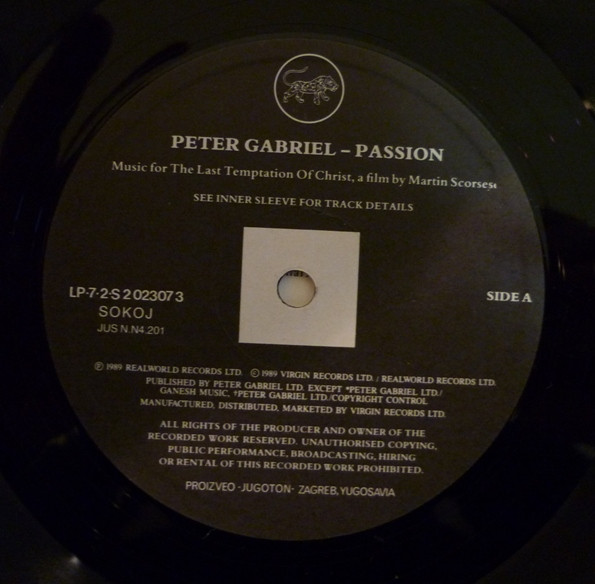 PETER GABRIEL – PASSION
Music for The Last Temptation Of Christ, a film by Martin Scorsese
SEE INNER SLEEVE FOR TRACK DETAILS
LP-7-2-S 2 02307 3
SOKOJ
JUS N.N4.201
SIDE A
Ⓟ 1989 REALWORLD RECORDS LTD. © 1989 VIRGIN RECORDS LTD. / REALWORLD RECORDS LTD.
PUBLISHED BY PETER GABRIEL LTD. EXCEPT *PETER GABRIEL LTD./
GANESH MUSIC, †PETER GABRIEL LTD./COPYRIGHT CONTROL
MANUFACTURED, DISTRIBUTED, MARKETED BY VIRGIN RECORDS LTD.
ALL RIGHTS OF THE PRODUCER AND OWNER OF THE
RECORDED WORK RESERVED. UNAUTHORISED COPYING,
PUBLIC PERFORMANCE, BROADCASTING, HIRING
OR RENTAL OF THIS RECORDED WORK PROHIBITED.
PROIZVEO -JUGOTON- ZAGREB, YUGOSAVIA